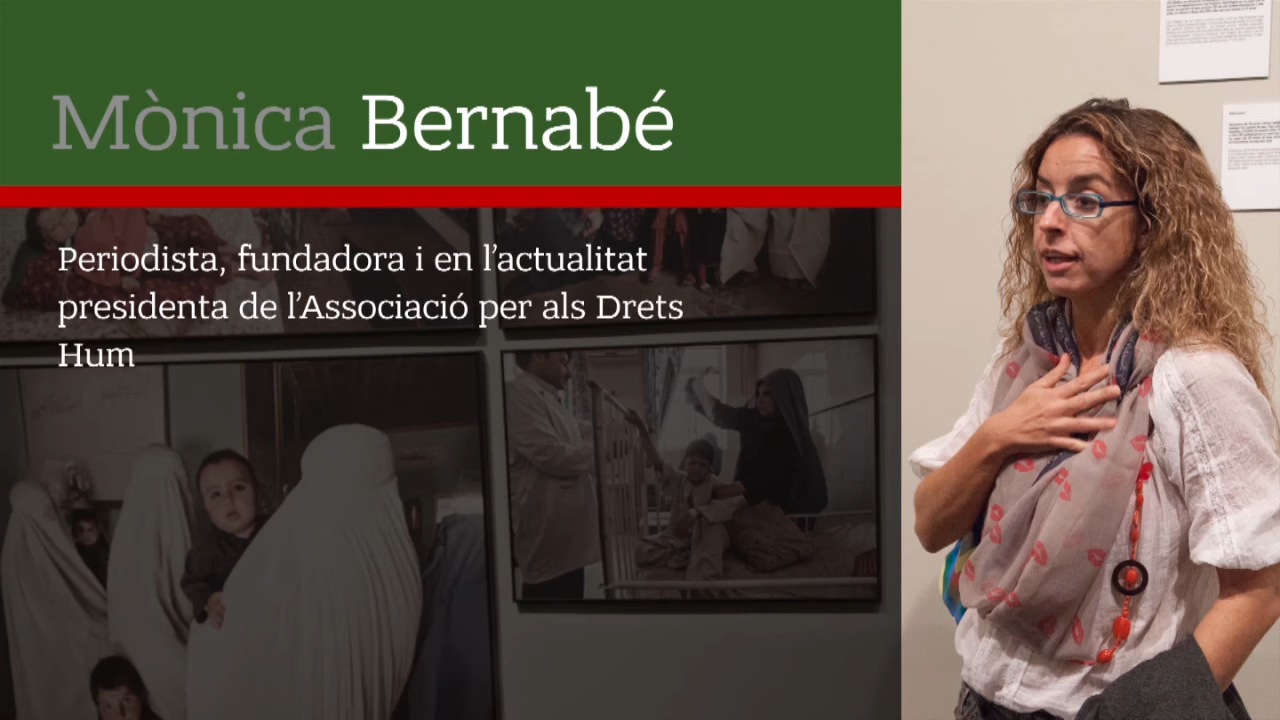 Mònica Bernabé
Periodista, fundadora i en l’actualitat
presidenta de l’Associació per als Drets
Hum